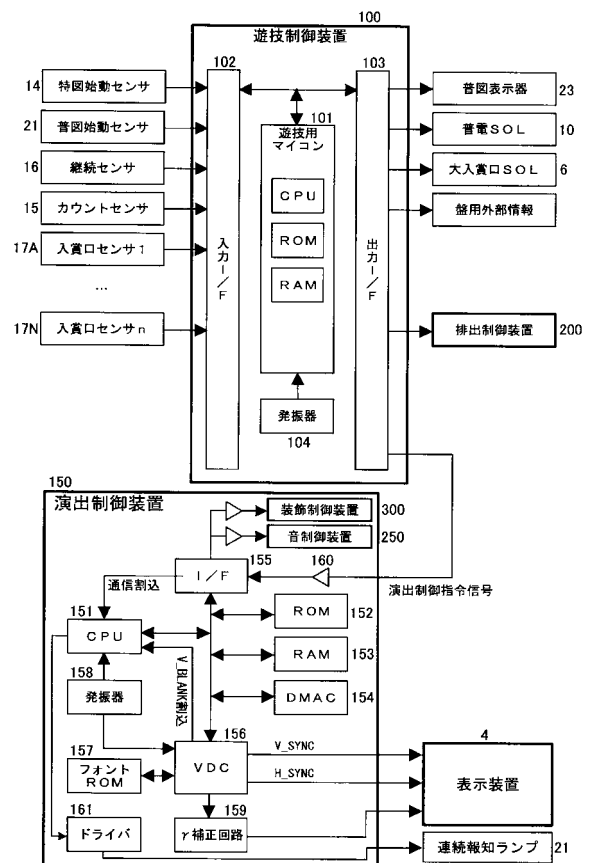 100
遊技制御装置
102
103
14
特図始動センサ
21
普図始動センサ
16
継続センサ
15
カウントセンサ
17A
入賞口センサ1
...
17N
入賞口センサn
入力I/F
101
遊技用
マイコン
CPU
ROM
RAM
発振器
104
出力I/F
普図表示器
23
普電SOL
10
大入賞口SOL
6
盤用外部情報
排出制御装置
200
150
演出制御装置
装飾制御装置
300
音制御装置
250
155
160
I/F
通信割込
演出制御指令信号
151
CPU
ROM
152
RAM
153
DMAC
154
158
発振器
V_BLANK割込
156
VDC
157
フォント
ROM
V_SYNC
H_SYNC
4
表示装置
161
ドライバ
159
γ補正回路
連続報知ランプ
21